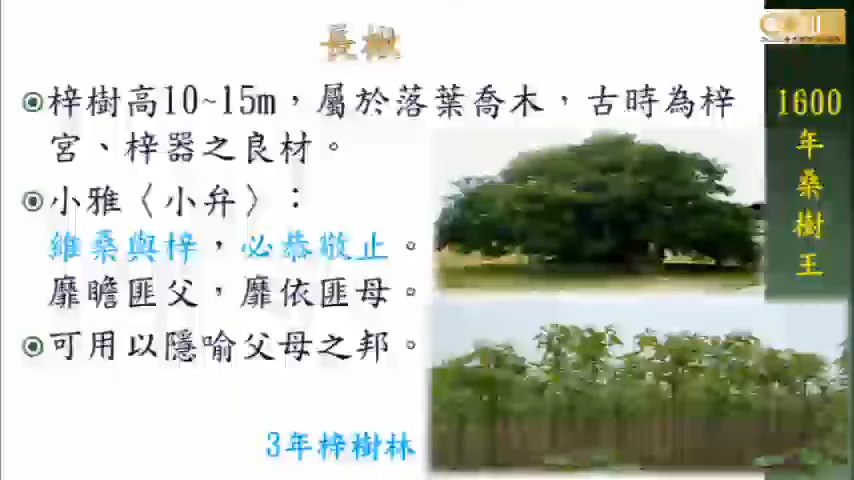 長楸
梓樹高10~15m，屬於落葉喬木，古時為梓
宮、梓器之良材。
小雅〈小弁〉：
維桑與梓，必恭敬止。
靡瞻匪父，靡依匪母。
可用以隱喻父母之邦。
3年梓樹林
1600
年
桑
樹
王